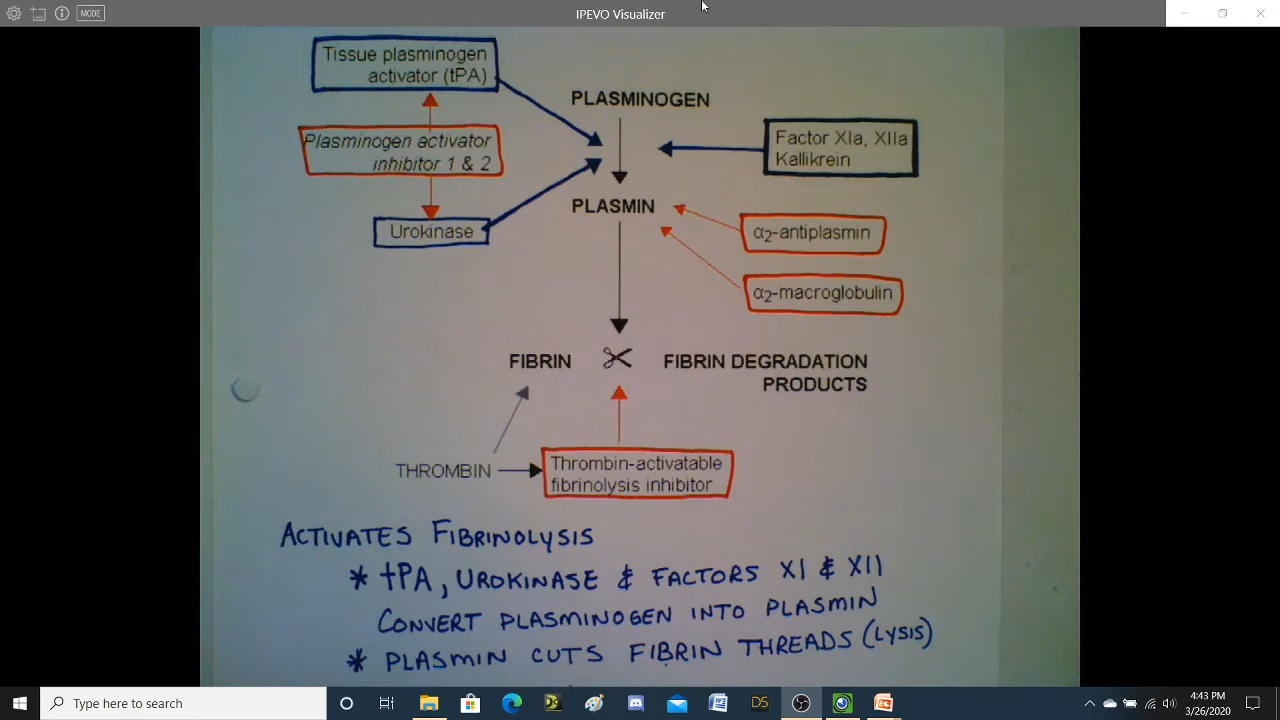 MODE
IPEVO Visualizer
Tissue plasminogen
activator (tPA)
PLASMINOGEN
Plasminogen activator
inhibitor 1 & 2
Factor XIa, XIIa
Kallikrein
PLASMIN
Urokinase
α2-antiplasmin
α2-macroglobulin
FIBRIN
FIBRIN DEGRADATION
PRODUCTS
THROMBIN
Thrombin-activatable
fibrinolysis inhibitor
ACTIVATES FIBRINOLYSIS
* tPA, UROKINASE & FACTORS XI & XII
CONVERT PLASMINOGEN INTO PLASMIN
* PLASMIN CUTS FIBRIN THREADS (LYSIS)
Type here to search
DS
4:43 PM
3/26/2020